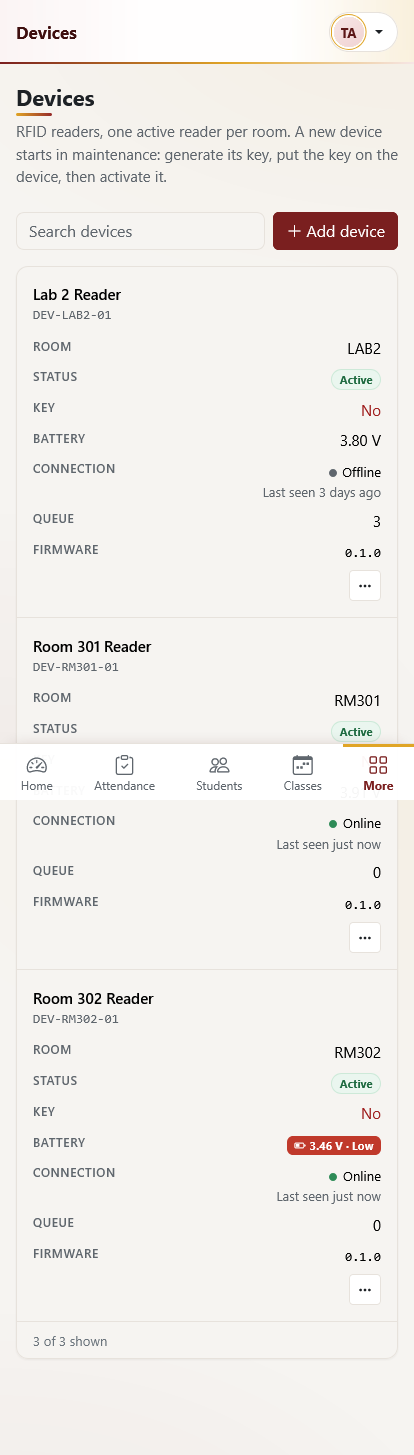 Devices
TA
Devices
RFID readers, one active reader per room. A new device
starts in maintenance: generate its key, put the key on the
device, then activate it.
Search devices
+ Add device
Lab 2 Reader
DEV-LAB2-01
ROOM LAB2
STATUS Active
KEY No
BATTERY 3.80 V
CONNECTION Offline
Last seen 3 days ago
QUEUE 3
FIRMWARE 0.1.0
...
Room 301 Reader
DEV-RM301-01
ROOM RM301
STATUS Active
Home Attendance Students Classes More
CONNECTION Online
Last seen just now
QUEUE 0
FIRMWARE 0.1.0
...
Room 302 Reader
DEV-RM302-01
ROOM RM302
STATUS Active
KEY No
BATTERY 3.46 V · Low
CONNECTION Online
Last seen just now
QUEUE 0
FIRMWARE 0.1.0
...
3 of 3 shown